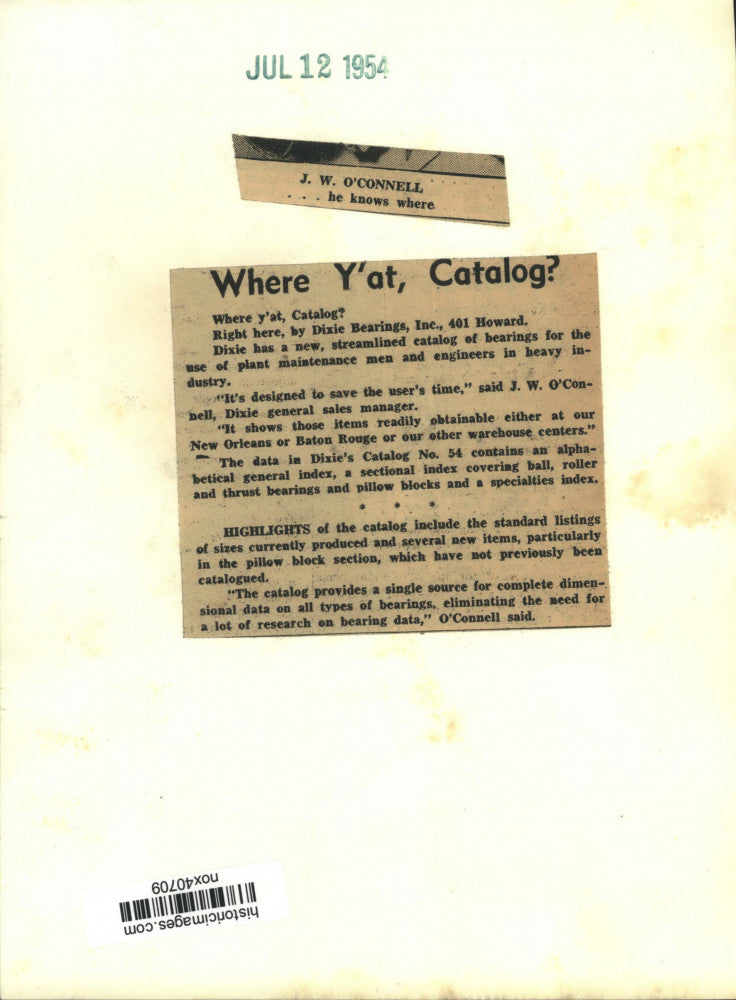 JUL 12 1954
J. W. O'CONNELL
. . . he knows where
Where Y'at, Catalog?
Where y'at, Catalog?
Right here, by Dixie Bearings, Inc., 401 Howard.
Dixie has a new, streamlined catalog of bearings for the
use of plant maintenance men and engineers in heavy in-
dustry.
"It's designed to save the user's time," said J. W. O'Con-
nell, Dixie general sales manager.
"It shows those items readily obtainable either at our
New Orleans or Baton Rouge or our other warehouse centers."
The data in Dixie's Catalog No. 54 contains an alpha-
betical general index, a sectional index covering ball, roller
and thrust bearings and pillow blocks and a specialties index.
* * *
HIGHLIGHTS of the catalog include the standard listings
of sizes currently produced and several new items, particularly
in the pillow block section, which have not previously been
catalogued.
"The catalog provides a single source for complete dimen-
sional data on all types of bearings, eliminating the need for
a lot of research on bearing data," O'Connell said.
historicimages.com
nox40709